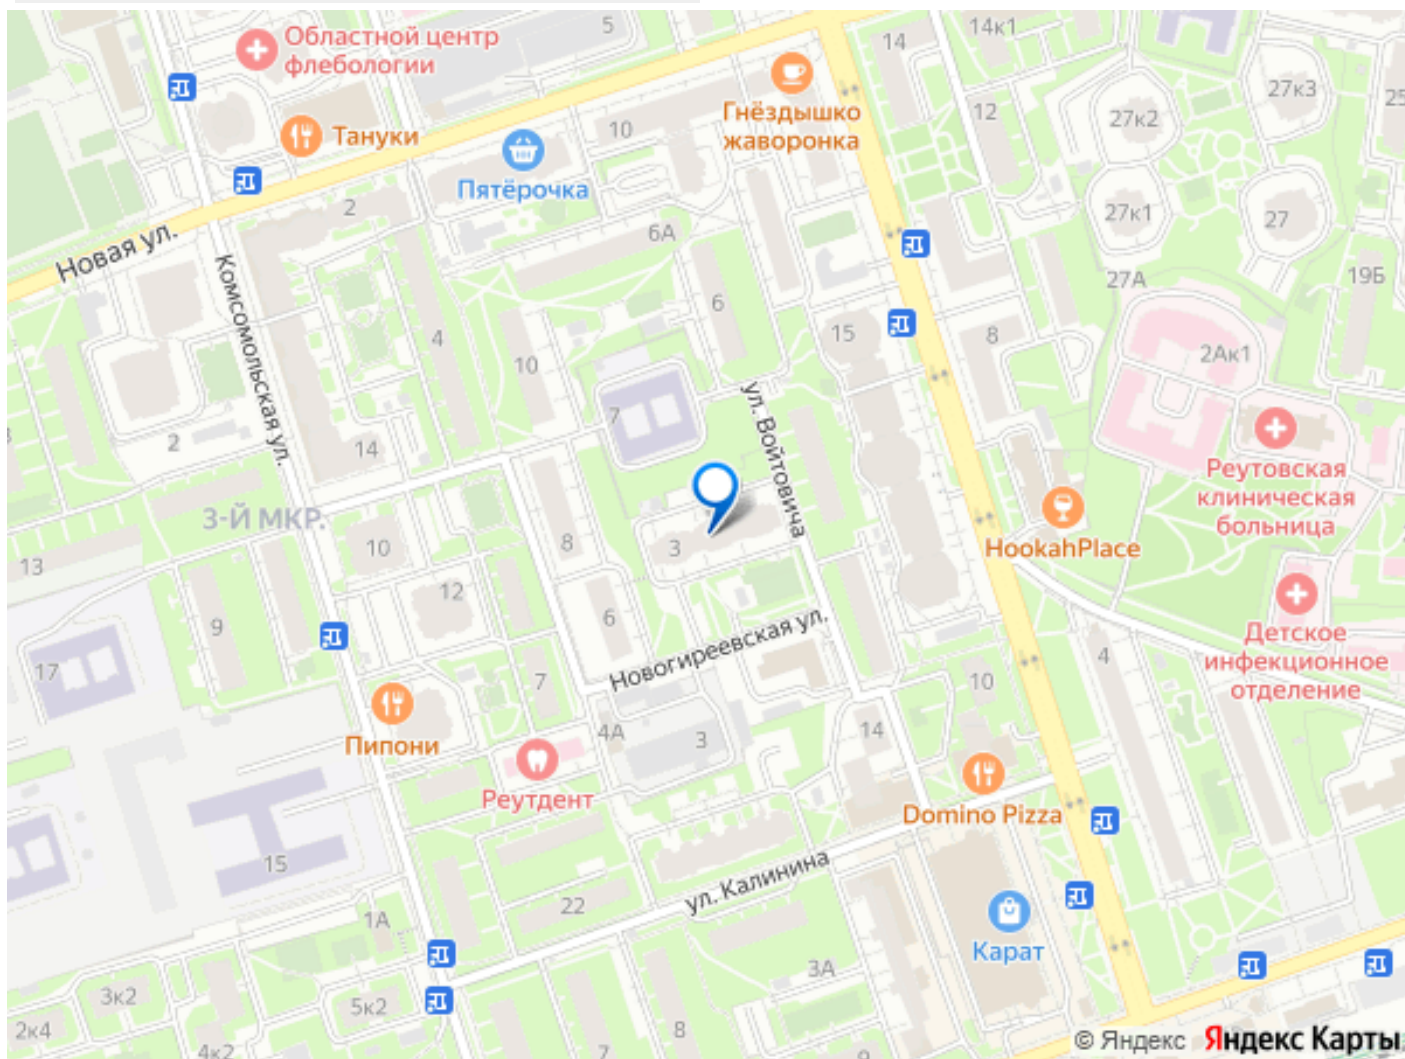 Областной центр
флебологии
5
14
14к1
27к3
25
Гнёздышко
жаворонка
12
27к2
Тануки
10
Пятёрочка
2
6А
27к1
27
Новая ул.
Комсомольская ул.
27А
19Б
6
4
10
15
8
2Ак1
ул. Войтовича
7
2
14
Реутовская
клиническая
больница
3-Й МКР.
10
8
3
HookahPlace
13
12
9
6
Новогиреевская ул.
Детское
инфекционное
отделение
4
17
7
10
Пипони
4А
3
14
Реутдент
Domino Pizza
15
ул. Калинина
22
1А
Карат
3А
3к2
5к2
2к4
4к2
7
8
© Яндекс Яндекс Карты